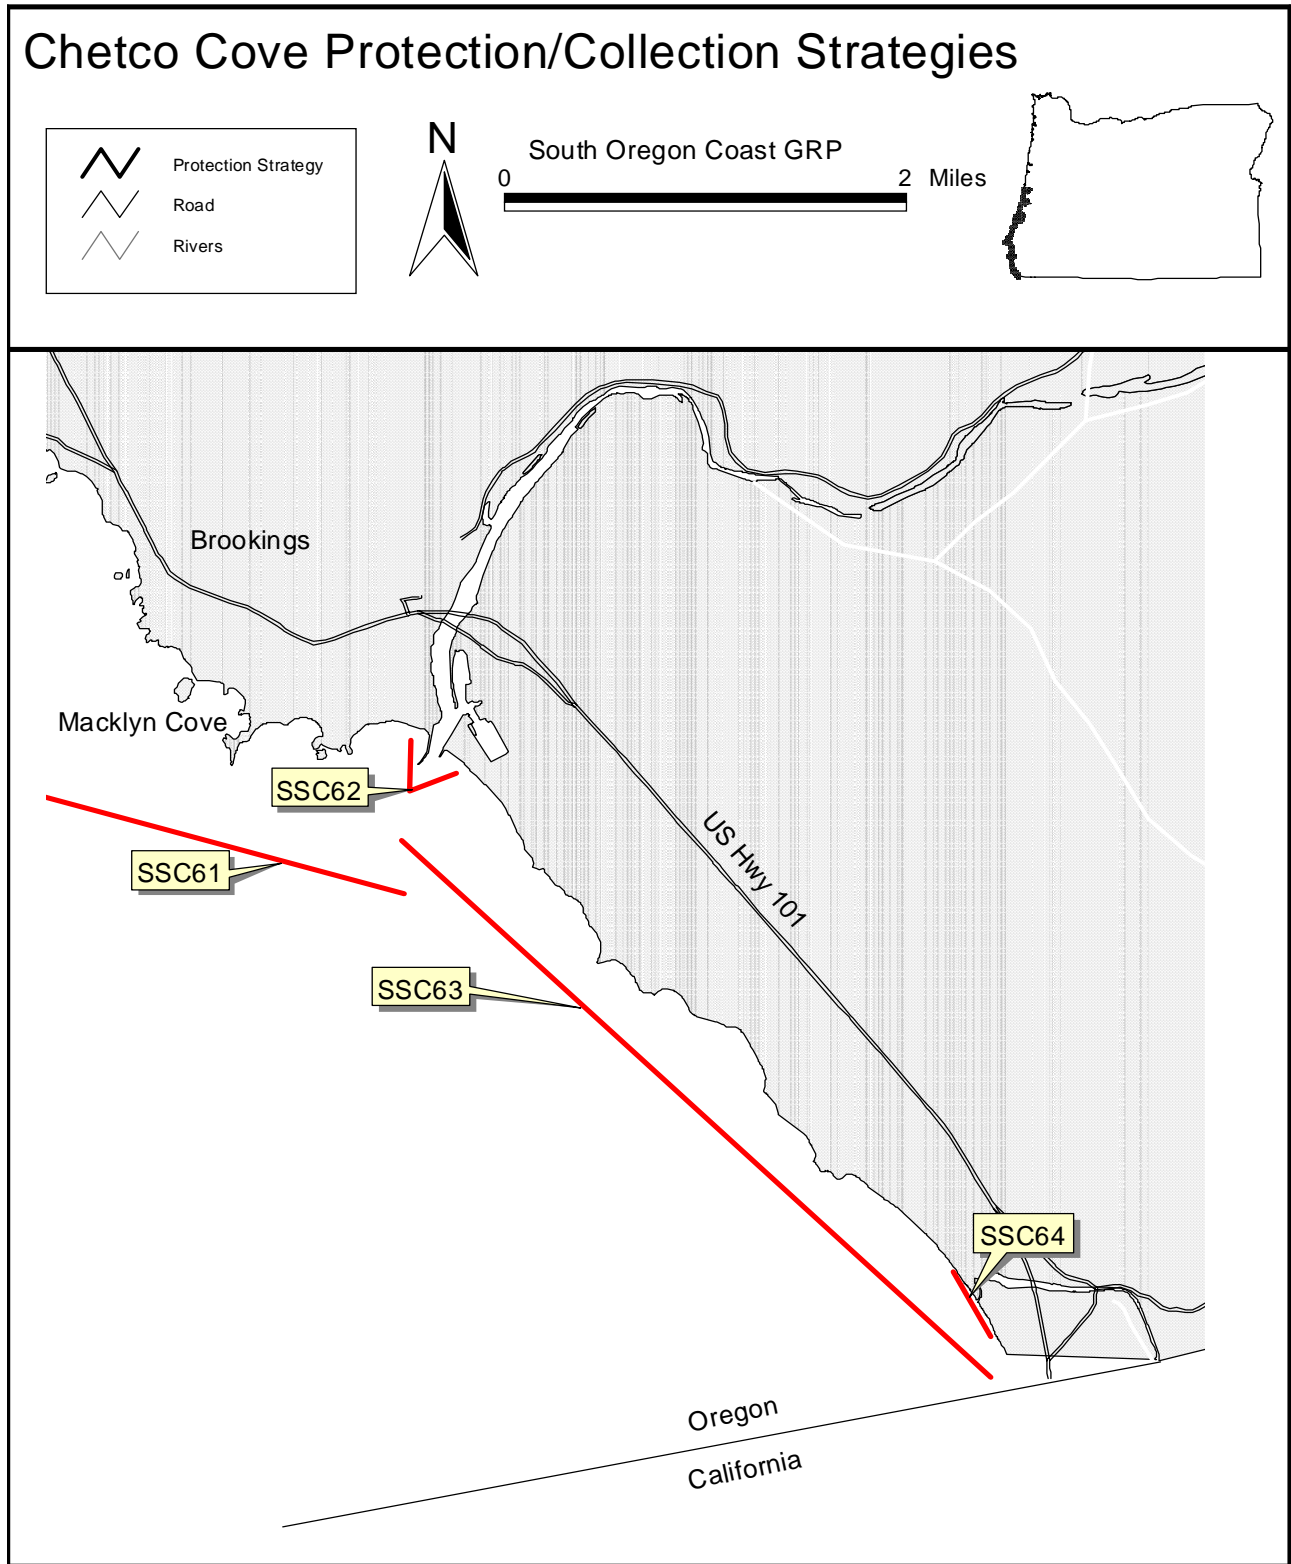 Chetco Cove Protection/Collection Strategies
Protection Strategy
Road
Rivers
N
South Oregon Coast GRP
0 2 Miles
Brookings
Macklyn Cove
SSC62
SSC61
US Hwy 101
SSC63
SSC64
Oregon
California